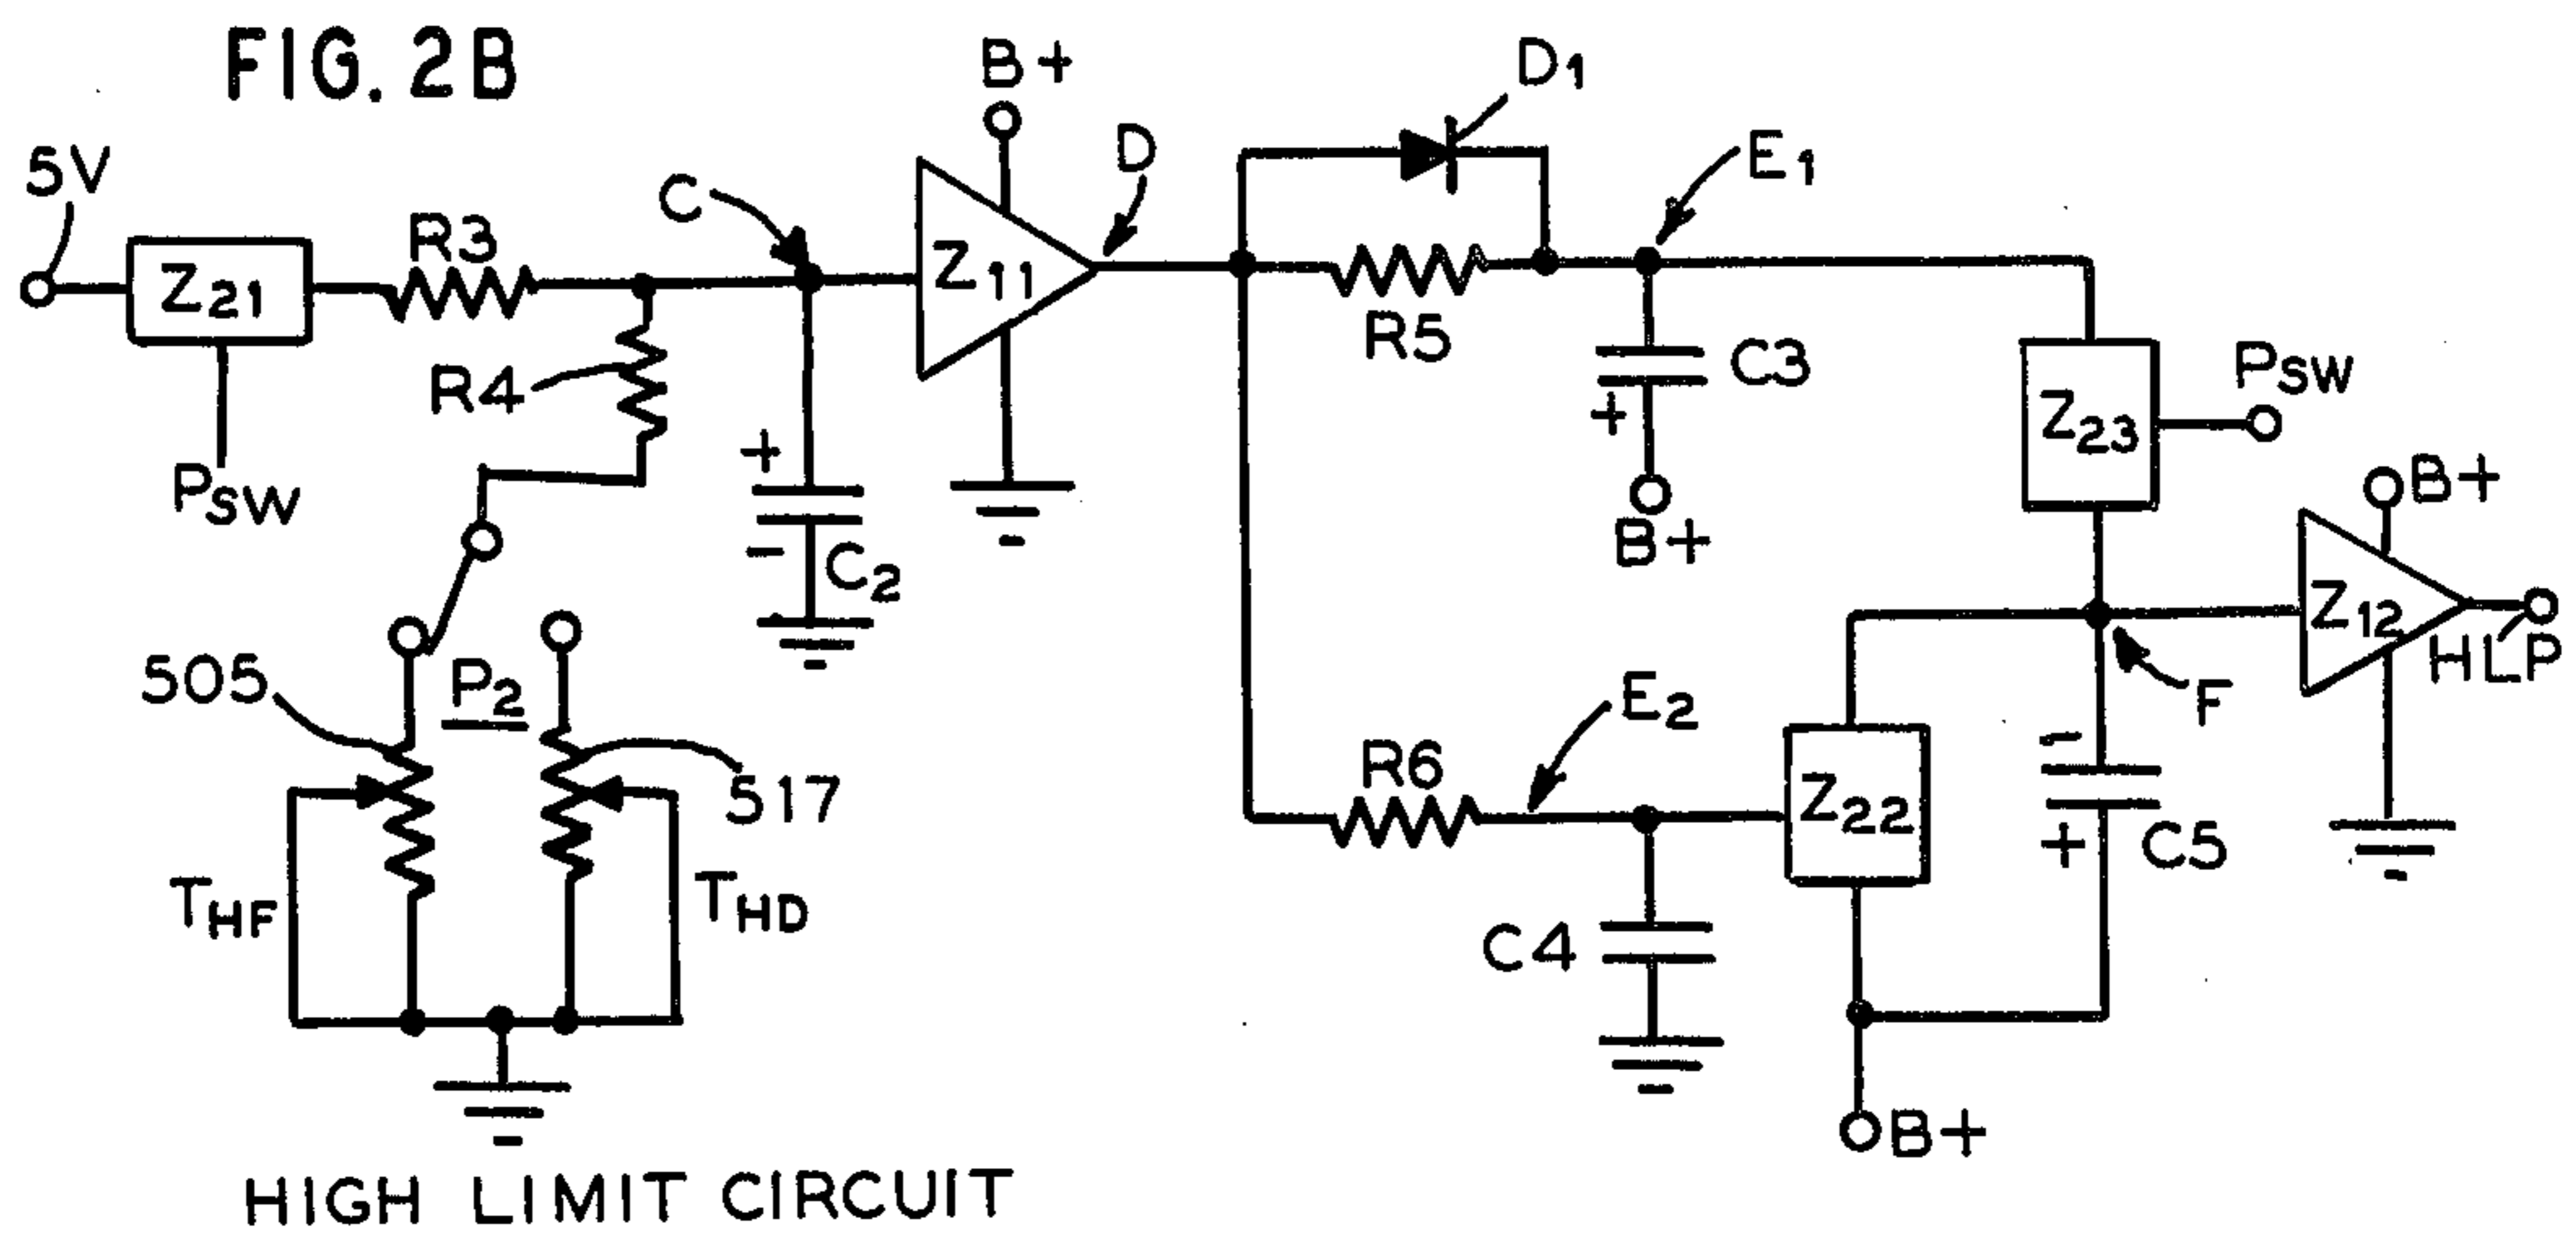 FIG. 2B
B+
D1
D
E1
5V
C
R3
Z21
Z11
R5
C3
PSW
R4
Z23
+
+
B+
PSW
B+
-
C2
Z12
HLP
505
P2
E2
F
R6
-
517
Z22
+
C5
THF
THD
C4
B+
HIGH LIMIT CIRCUIT